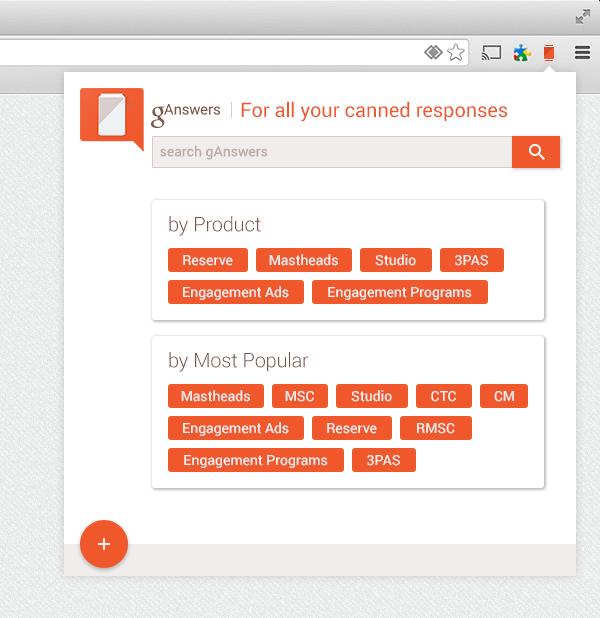 gAnswers For all your canned responses
search gAnswers
by Product
Reserve Mastheads Studio 3PAS
Engagement Ads Engagement Programs
by Most Popular
Mastheads MSC Studio CTC CM
Engagement Ads Reserve RMSC
Engagement Programs 3PAS
+